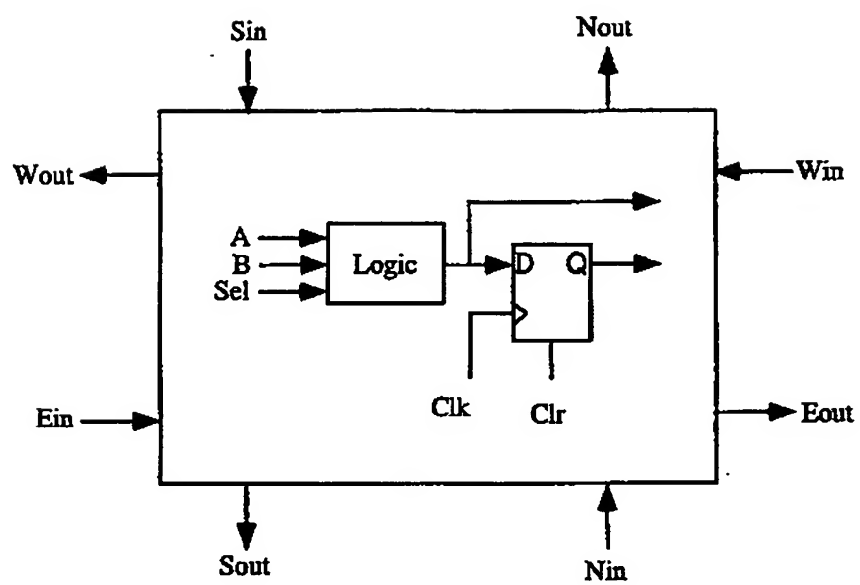 Sin
Nout
Wout
Win
A
B
Sel
Logic
D
Q
Clk
Clr
Ein
Eout
Sout
Nin